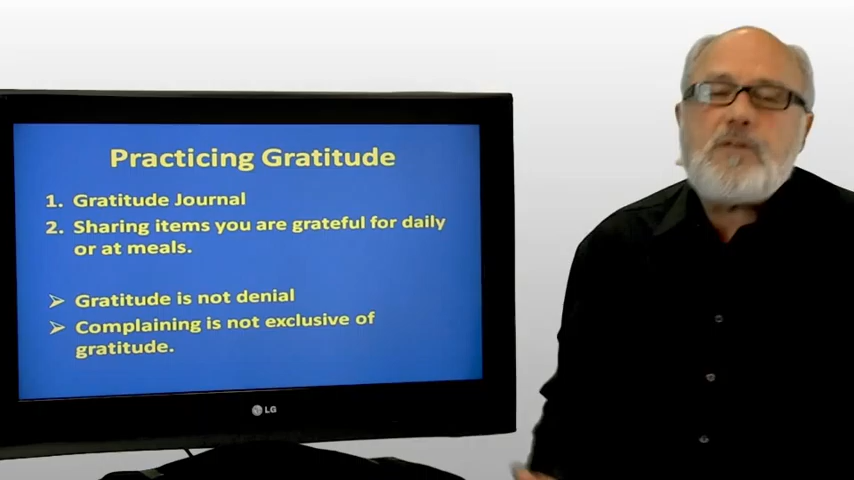 Practicing Gratitude
1. Gratitude Journal
2. Sharing items you are grateful for daily
or at meals.
➢ Gratitude is not denial
➢ Complaining is not exclusive of
gratitude.
LG